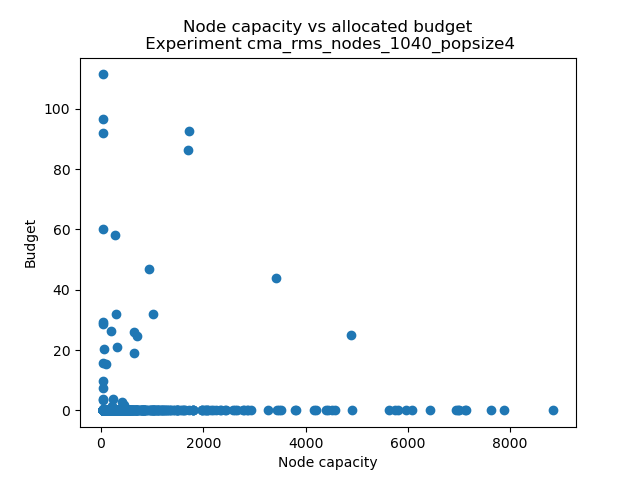 Node capacity vs allocated budget
Experiment cma_rms_nodes_1040_popsize4
100
80
60
40
20
0
Budget
0 2000 4000 6000 8000
Node capacity